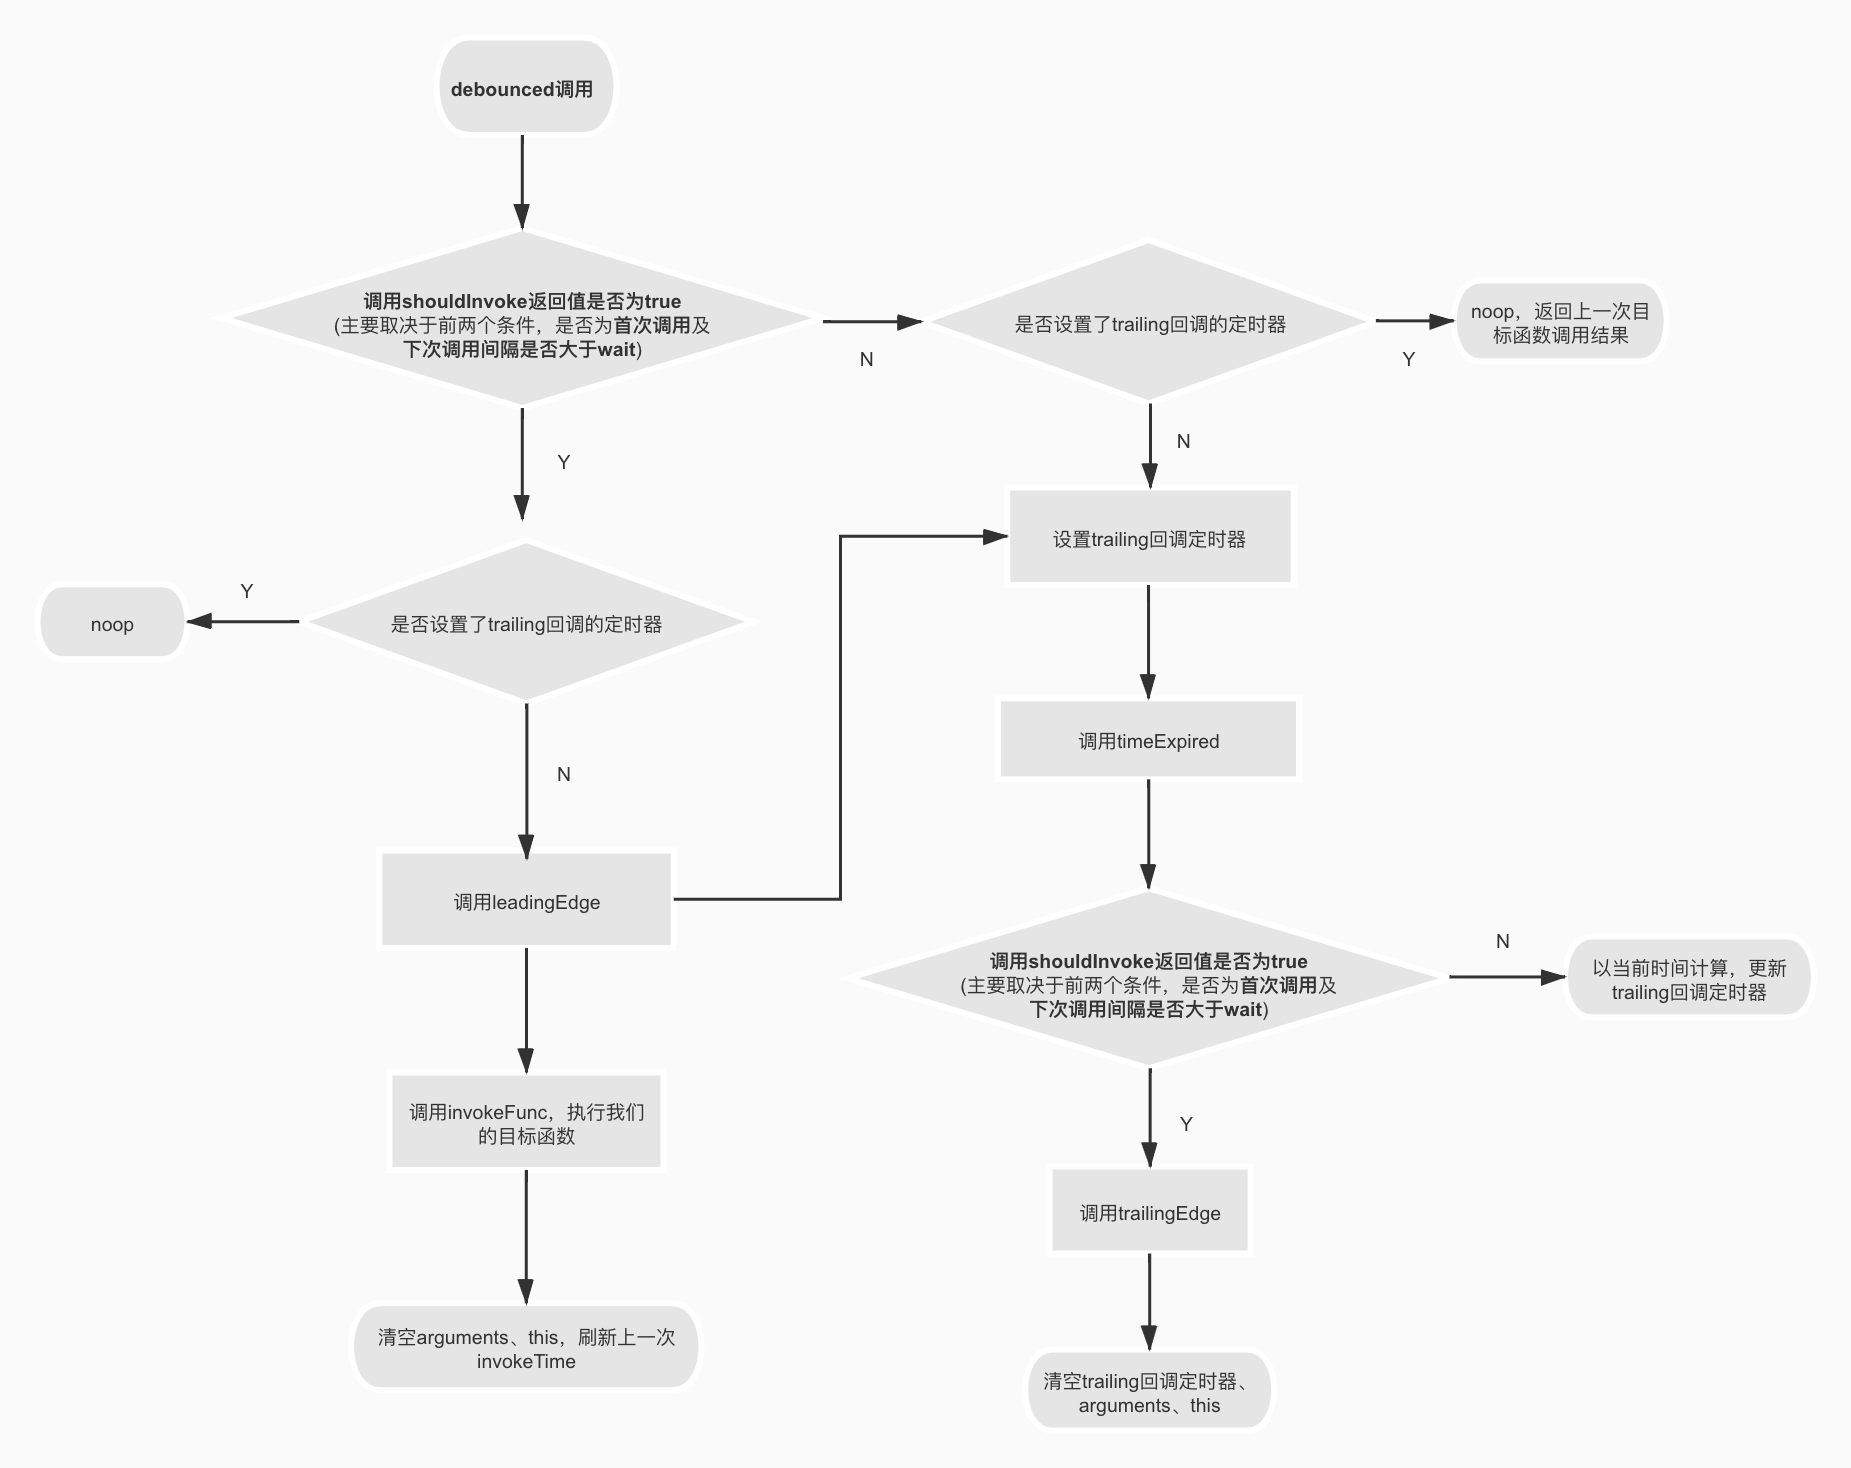 debounced调用
调用shouldInvoke返回值是否为true
(主要取决于前两个条件，是否为首次调用及
下次调用间隔是否大于wait)
N
是否设置了trailing回调的定时器
Y
noop，返回上一次目
标函数调用结果
Y
N
设置trailing回调定时器
Y
noop
是否设置了trailing回调的定时器
调用timeExpired
N
调用leadingEdge
调用shouldInvoke返回值是否为true
(主要取决于前两个条件，是否为首次调用及
下次调用间隔是否大于wait)
N
以当前时间计算，更新
trailing回调定时器
调用invokeFunc，执行我们
的目标函数
Y
调用trailingEdge
清空arguments、this，刷新上一次
invokeTime
清空trailing回调定时器、
arguments、this